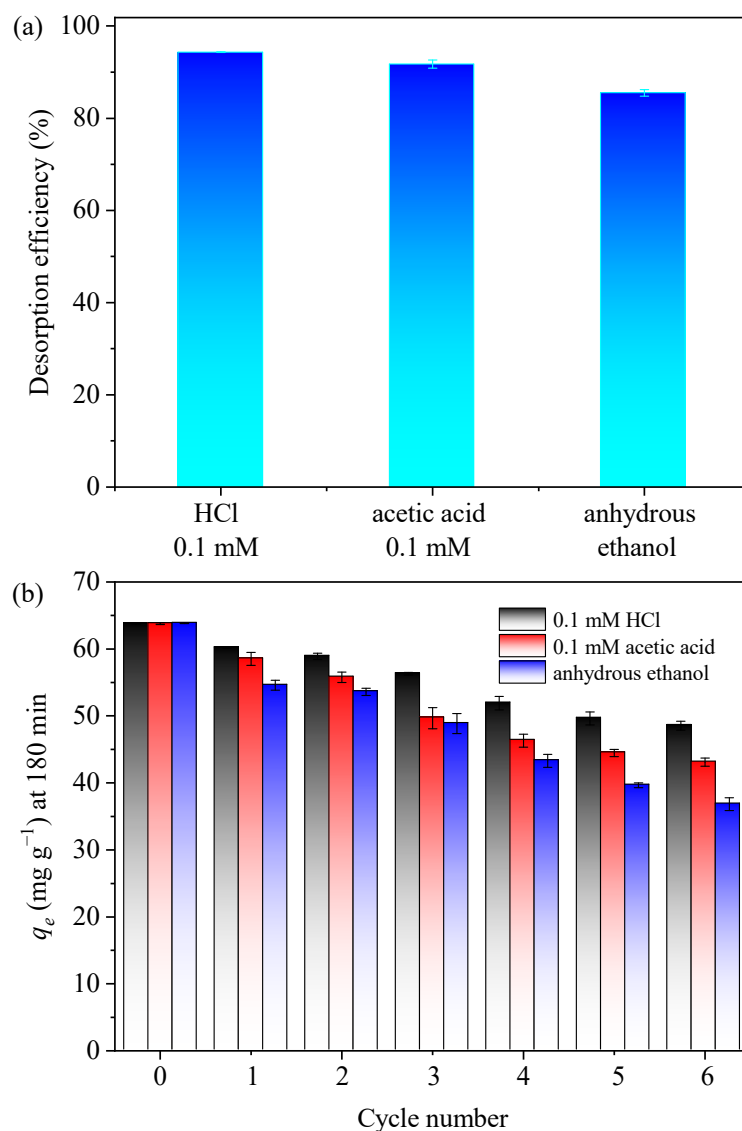 (a)
100
80
60
40
20
0
Desorption efficiency (%)
HCl
0.1 mM
acetic acid
0.1 mM
anhydrous
ethanol
(b)
70
60
50
40
30
20
10
0
q_e (mg g⁻¹) at 180 min
0.1 mM HCl
0.1 mM acetic acid
anhydrous ethanol
0 1 2 3 4 5 6
Cycle number